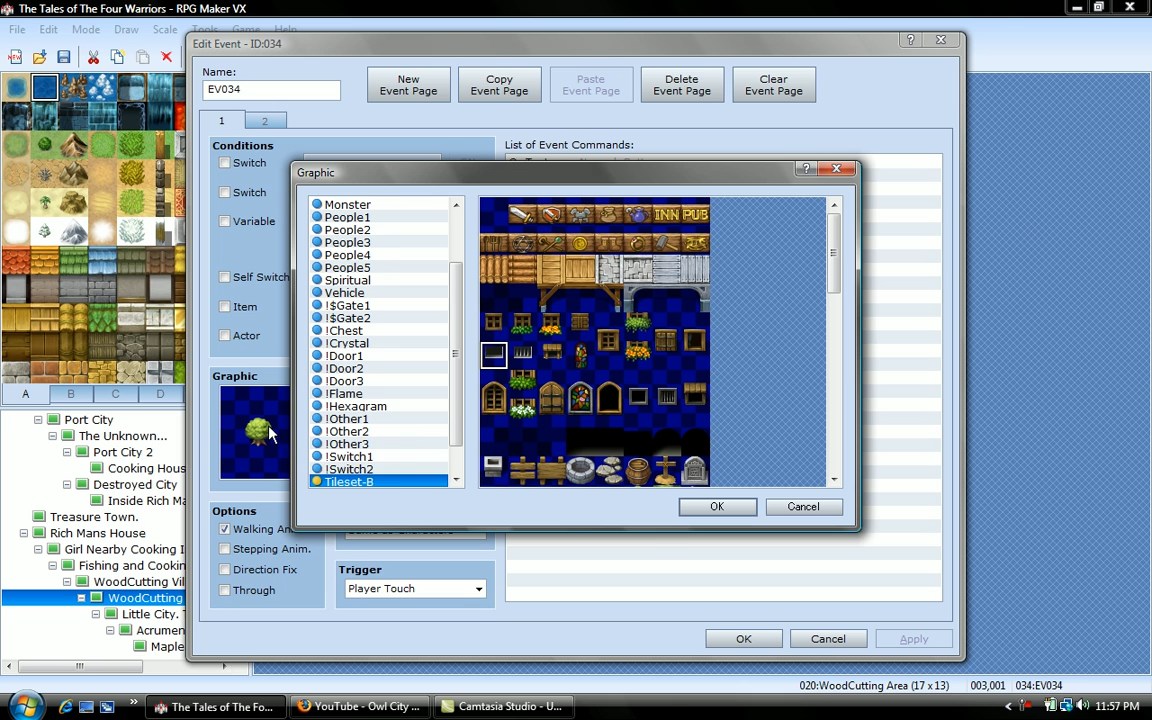 The Tales of The Four Warriors - RPG Maker VX
File Edit Mode Draw Scale Tools Game Help
Edit Event - ID:034
Name:
EV034
New Event Page
Copy Event Page
Paste Event Page
Delete Event Page
Clear Event Page
1 2
Conditions
Switch
Switch
Variable
Self Switch
Item
Actor
Graphic
Options
Walking An
Stepping Anim.
Direction Fix
Through
Trigger
Player Touch
List of Event Commands:
OK Cancel Apply
Graphic
Monster
People1
People2
People3
People4
People5
Spiritual
Vehicle
!$Gate1
!$Gate2
!Chest
!Crystal
!Door1
!Door2
!Door3
!Flame
!Hexagram
!Other1
!Other2
!Other3
!Switch1
!Switch2
Tileset-B
INN PUB
OK Cancel
A B C D
Port City
The Unknown...
Port City 2
Cooking Hous
Destroyed City
Inside Rich Ma
Treasure Town.
Rich Mans House
Girl Nearby Cooking I
Fishing and Cookin
WoodCutting Vil
WoodCutting
Little City. T
Acrumen
Maple
020:WoodCutting Area (17 x 13) 003,001 034:EV034
The Tales of The Fo...
YouTube - Owl City ...
Camtasia Studio - U...
11:57 PM